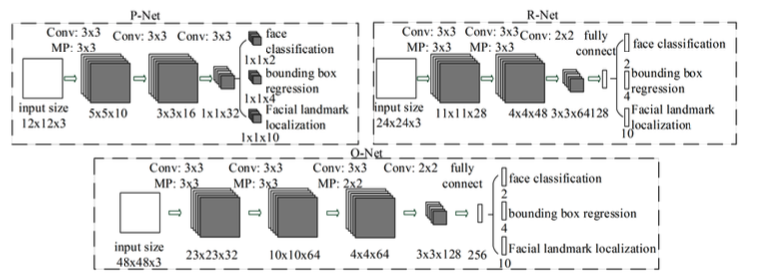 P-Net
Conv: 3x3 Conv: 3x3 Conv: 3x3
MP: 3x3
face
classification
1x1x2
bounding box
regression
1x1x4
Facial landmark
localization
1x1x10
input size
12x12x3
5x5x10
3x3x16
1x1x32
R-Net
Conv: 3x3 Conv: 3x3 Conv: 2x2 fully
MP: 3x3 MP: 3x3 connect
face classification
2
bounding box
regression
4
Facial landmark
localization
10
input size
24x24x3
11x11x28
4x4x48
3x3x64
128
O-Net
Conv: 3x3 Conv: 3x3 Conv: 3x3 Conv: 2x2 fully
MP: 3x3 MP: 3x3 MP: 2x2 connect
face classification
2
bounding box regression
4
Facial landmark localization
10
input size
48x48x3
23x23x32
10x10x64
4x4x64
3x3x128
256